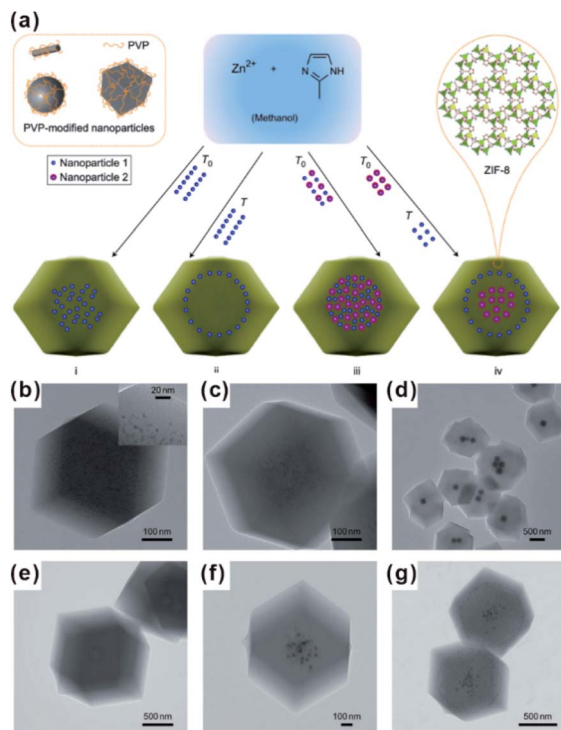 (a)
PVP
Zn²⁺ + N NH
(Methanol)
PVP-modified nanoparticles
ZIF-8
Nanoparticle 1
Nanoparticle 2
T₀
T
T₀
T₀
T
i
ii
iii
iv
(b)
20 nm
100 nm
(c)
100 nm
(d)
500 nm
(e)
500 nm
(f)
100 nm
(g)
500 nm